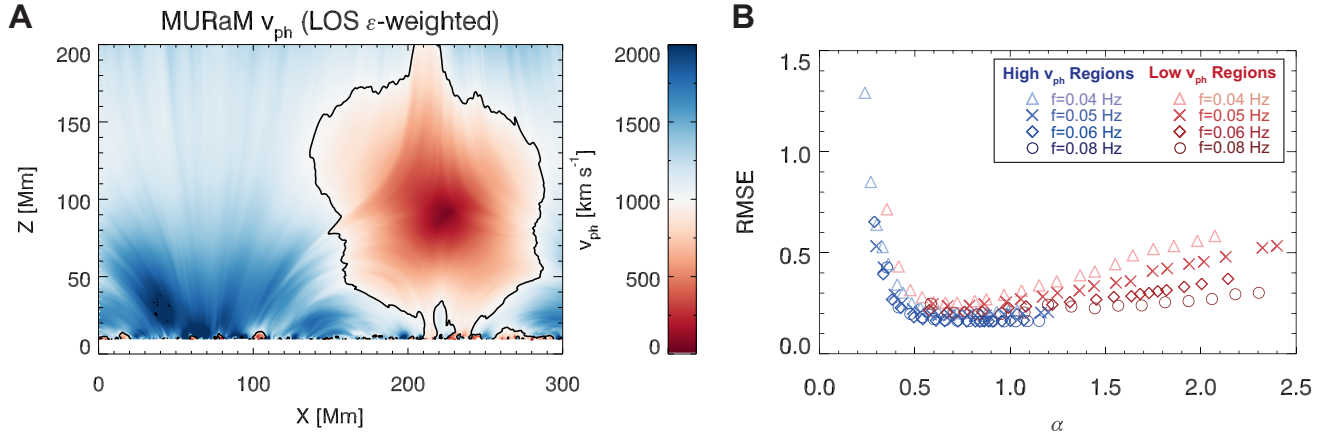 A
MURaM v_ph (LOS ε-weighted)
200
150
100
50
0
Z [Mm]
0
100
200
300
X [Mm]
2000
1500
1000
500
0
v_ph [km s⁻¹]
B
1.5
1.0
0.5
0.0
RMSE
High v_ph Regions Low v_ph Regions
f=0.04 Hz f=0.04 Hz
f=0.05 Hz f=0.05 Hz
f=0.06 Hz f=0.06 Hz
f=0.08 Hz f=0.08 Hz
0.0
0.5
1.0
1.5
2.0
2.5
α